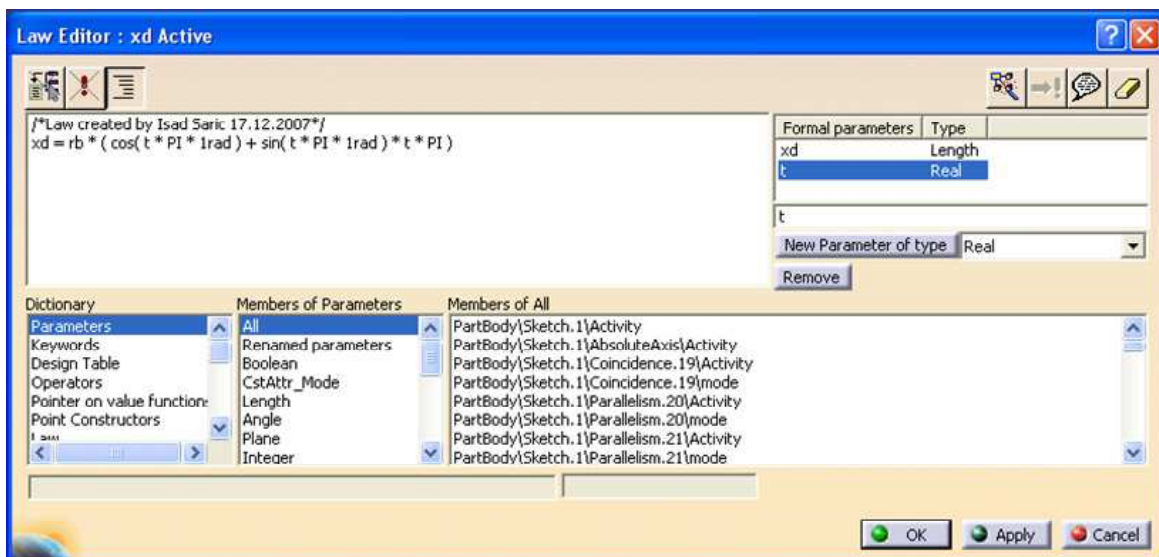 Law Editor : xd Active
/*Law created by Isad Saric 17.12.2007*/
xd = rb * ( cos( t * PI * 1rad ) + sin( t * PI * 1rad ) * t * PI )
Formal parameters Type
xd Length
t Real
t
New Parameter of type Real
Remove
Dictionary Members of Parameters Members of All
Parameters All PartBody\Sketch.1\Activity
Keywords Renamed parameters PartBody\Sketch.1\AbsoluteAxis\Activity
Design Table Boolean PartBody\Sketch.1\Coincidence.19\Activity
Operators CstAttr_Mode PartBody\Sketch.1\Coincidence.19\mode
Pointer on value function Length PartBody\Sketch.1\Parallelism.20\Activity
Point Constructors Angle PartBody\Sketch.1\Parallelism.20\mode
Law Plane PartBody\Sketch.1\Parallelism.21\Activity
Integer PartBody\Sketch.1\Parallelism.21\mode
OK Apply Cancel